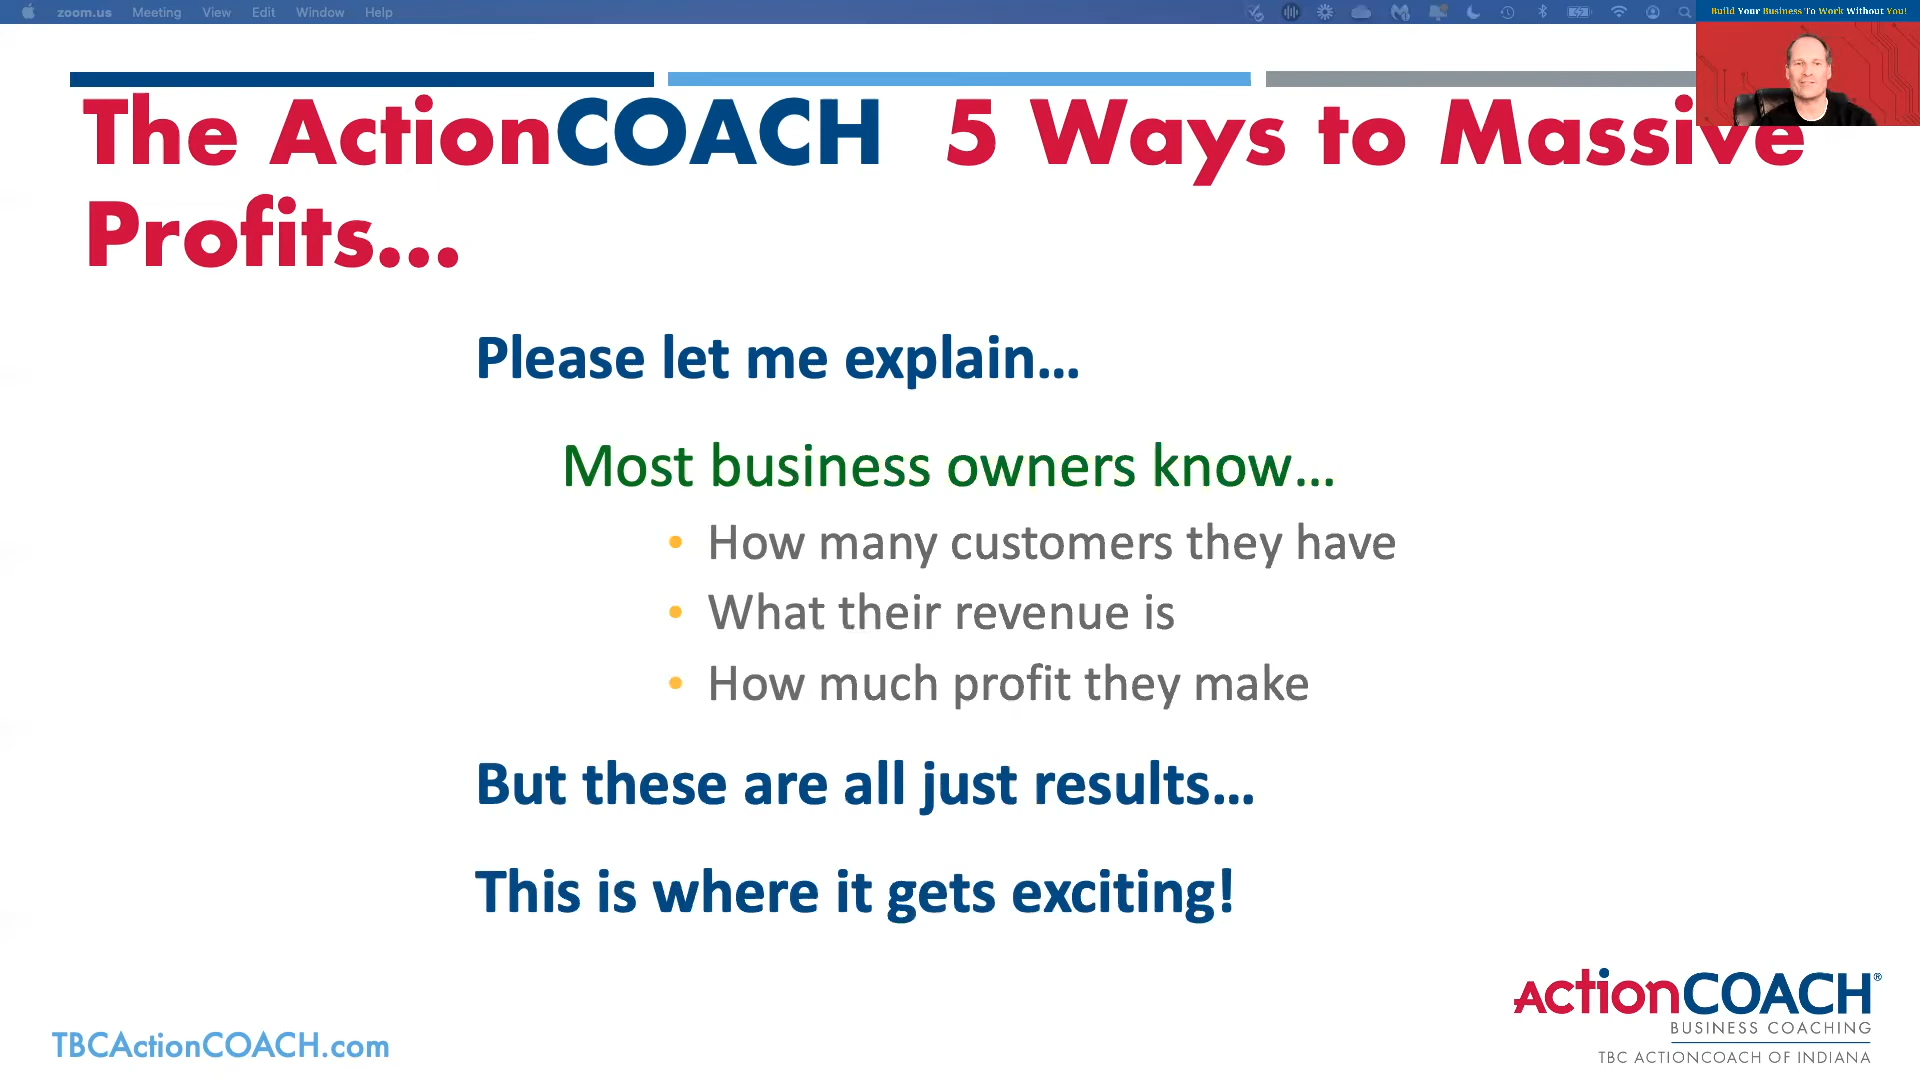 zoom.us Meeting View Edit Window Help
Build Your Business To Work Without You!
The ActionCOACH 5 Ways to Massive
Profits...
Please let me explain...
Most business owners know...
• How many customers they have
• What their revenue is
• How much profit they make
But these are all just results...
This is where it gets exciting!
TBCActionCOACH.com
ActionCOACH®
BUSINESS COACHING
TBC ACTIONCOACH OF INDIANA